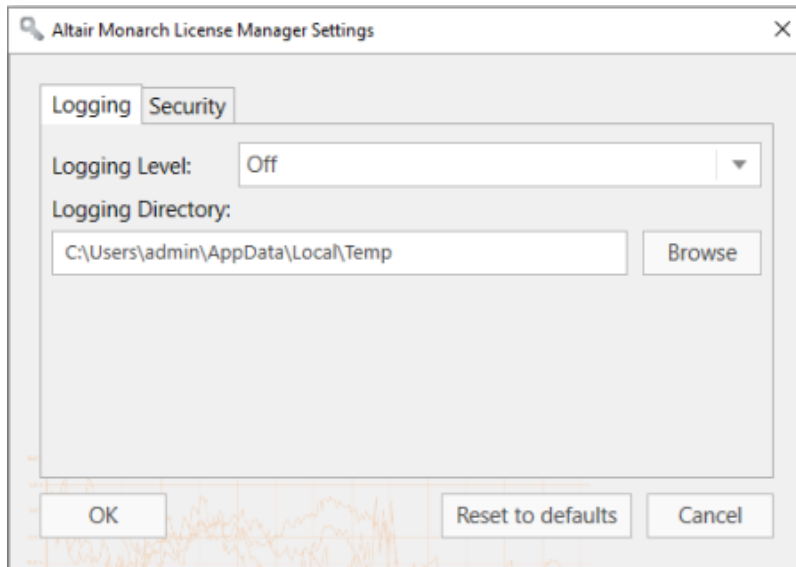 Altair Monarch License Manager Settings
Logging Security
Logging Level: Off
Logging Directory:
C:\Users\admin\AppData\Local\Temp Browse
OK Reset to defaults Cancel